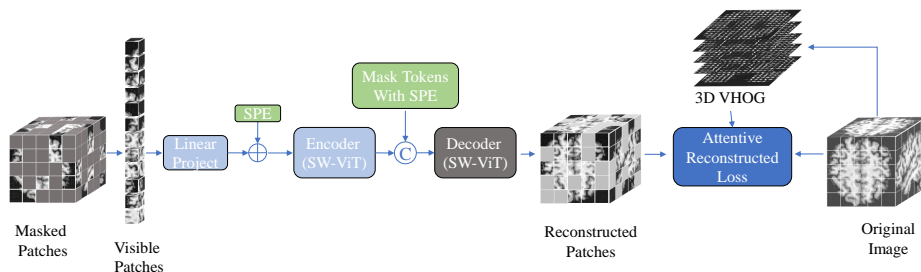 Masked
Patches
Visible
Patches
Linear
Project
SPE
Encoder
(SW-ViT)
Mask Tokens
With SPE
C
Decoder
(SW-ViT)
Reconstructed
Patches
3D VHOG
Attentive
Reconstructed
Loss
Original
Image